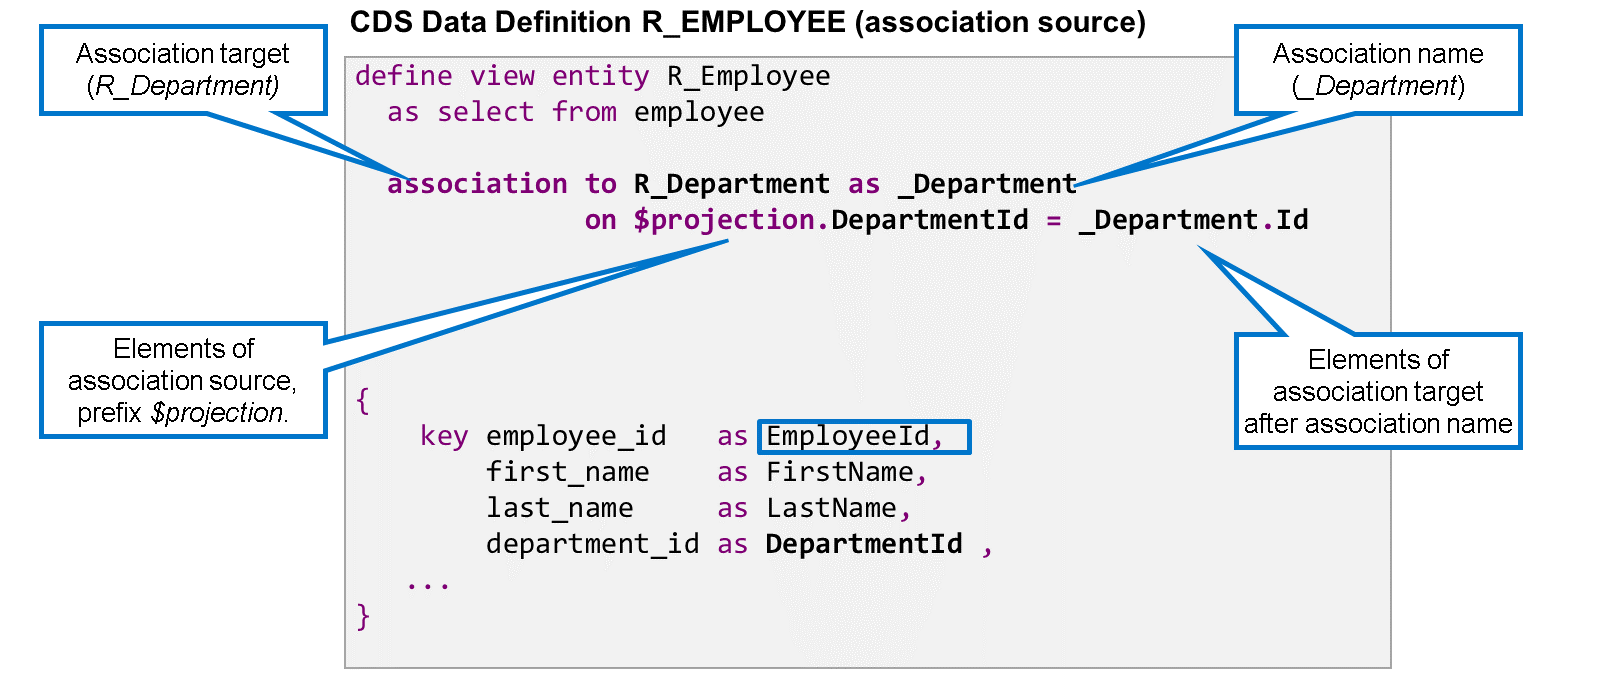 CDS Data Definition R_EMPLOYEE (association source)
Association target
(R_Department)
Association name
(_Department)
define view entity R_Employee
as select from employee
association to R_Department as _Department
on $projection.DepartmentId = _Department.Id
Elements of
association source,
prefix $projection.
Elements of
association target
after association name
{
key employee_id as EmployeeId,
first_name as FirstName,
last_name as LastName,
department_id as DepartmentId ,
...
}